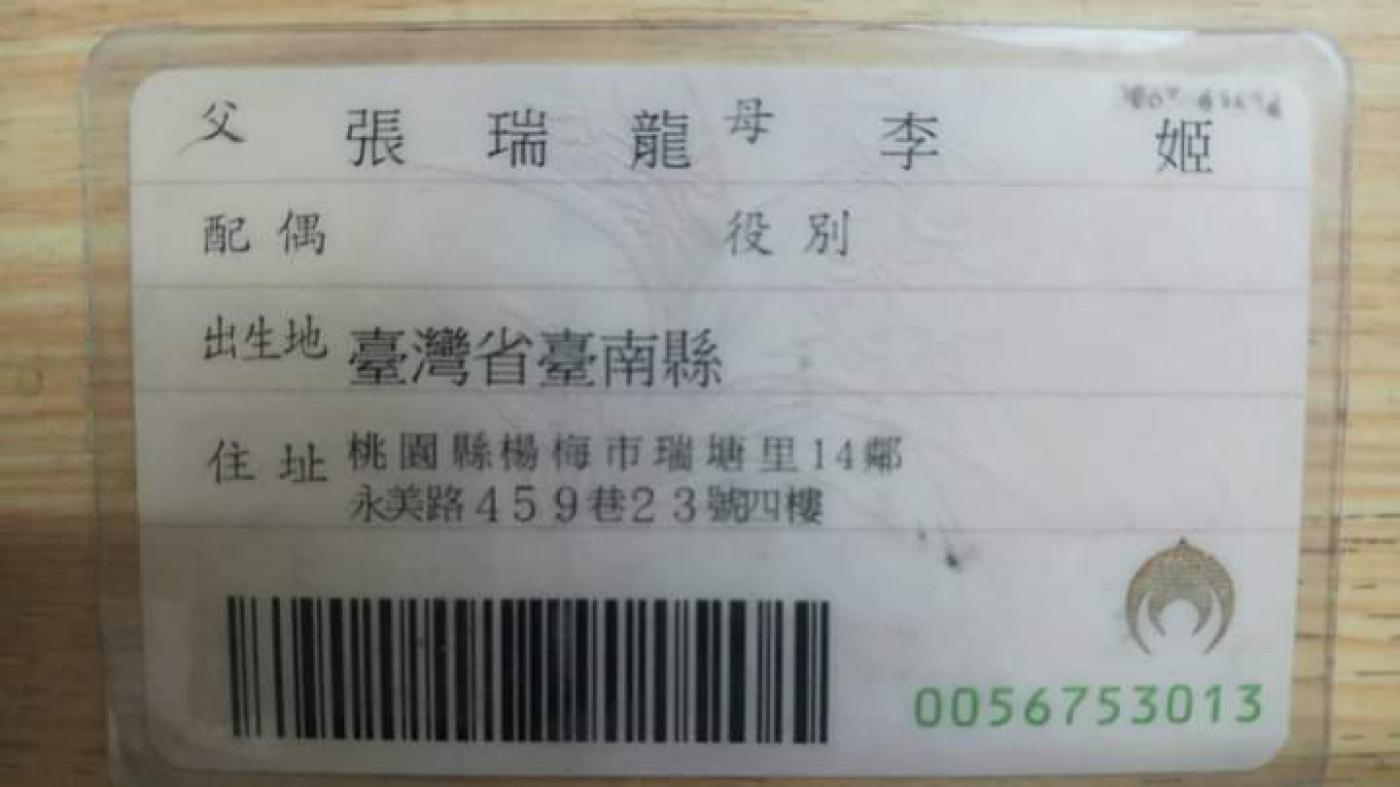 父 張瑞龍 母 李姬
配偶 役別
出生地 臺灣省臺南縣
住址 桃園縣楊梅市瑞塘里14鄰
永美路459巷23號四樓
0056753013